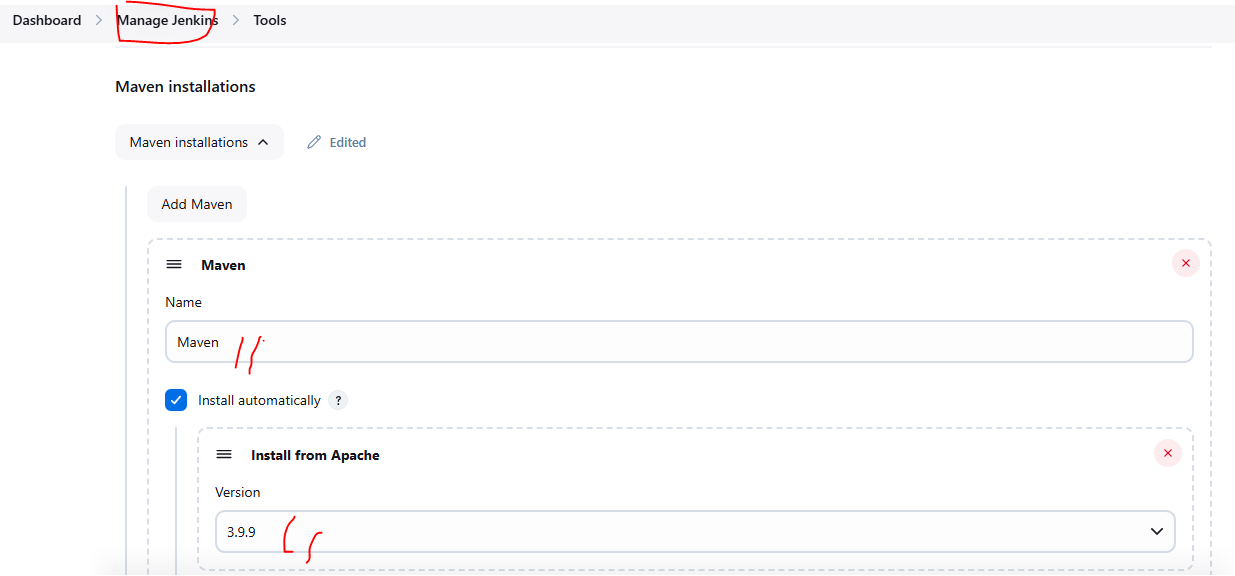 Dashboard > Manage Jenkins > Tools
Maven installations
Maven installations Edited
Add Maven
Maven
Name
Maven
Install automatically ?
Install from Apache
Version
3.9.9